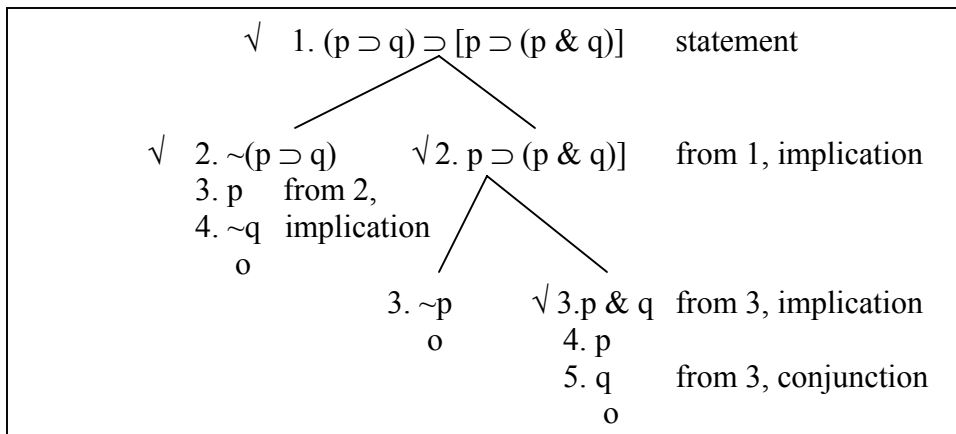 √ 1. (p ⊃ q) ⊃ [p ⊃ (p & q)] statement
√ 2. ~(p ⊃ q) √ 2. p ⊃ (p & q)] from 1, implication
3. p from 2,
4. ~q implication
o
3. ~p √ 3.p & q from 3, implication
o 4. p
5. q from 3, conjunction
o